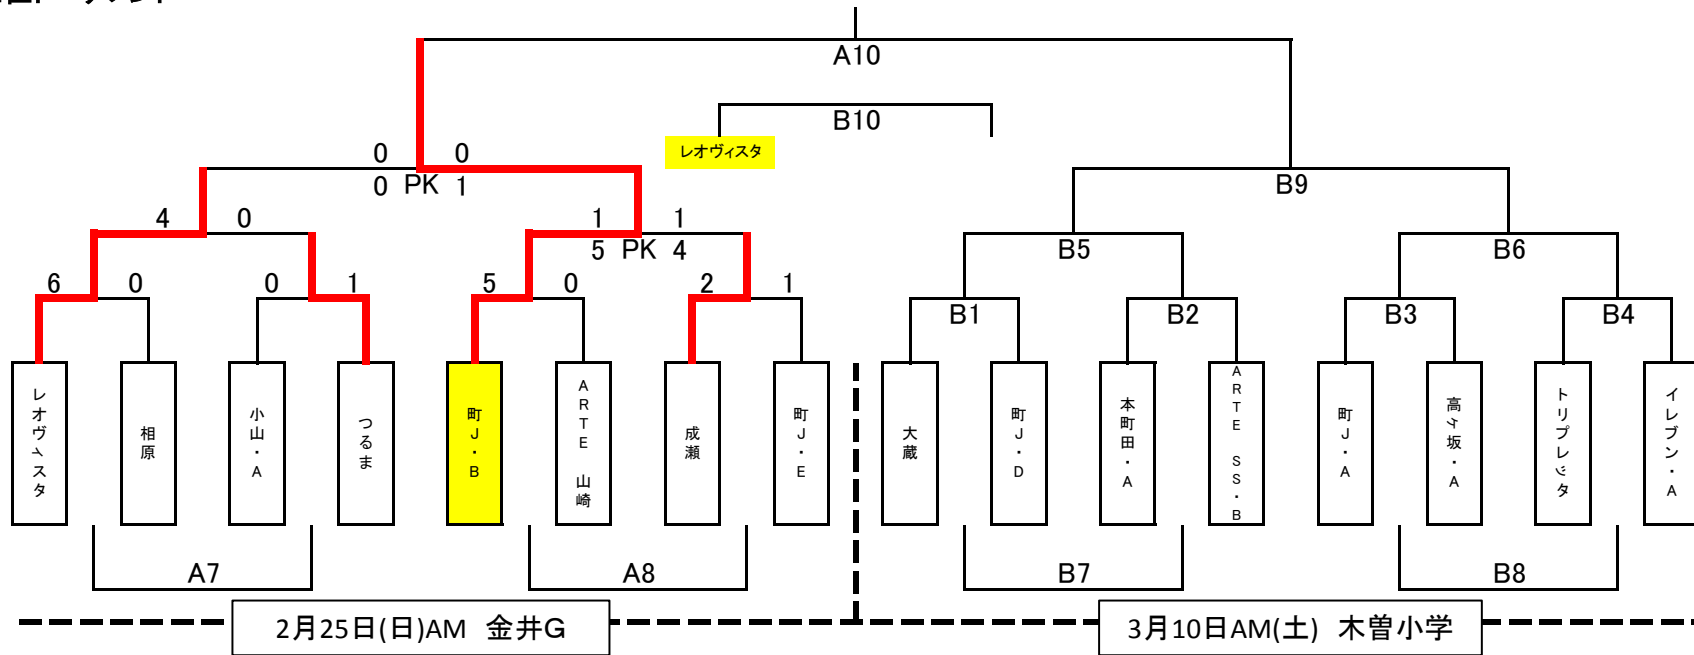 A10
B10
レオヴィスタ
0 0
0 PK 1
B9
4 0
1 1
5 PK 4
B5
B6
6 0
0 1
5 0
2 1
B1
B2
B3
B4
レオヴィスタ
相原
小山・A
つるま
町J・B
ARTE 山崎
成瀬
町J・E
大蔵
町J・D
本町田・A
ARTE SS・B
町J・A
高ヶ坂・A
トリプレッタ
イレブン・A
A7
A8
B7
B8
2月25日(日)AM 金井G
3月10日AM(土) 木曽小学